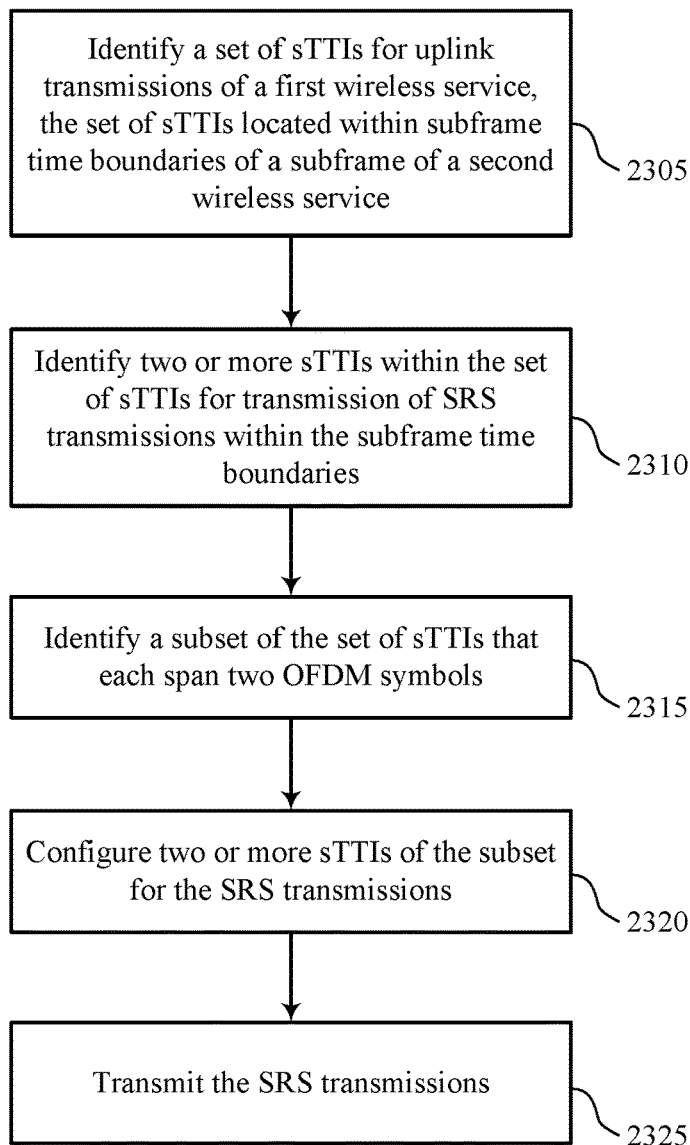 Identify a set of sTTIs for uplink
transmissions of a first wireless service,
the set of sTTIs located within subframe
time boundaries of a subframe of a second
wireless service
2305
Identify two or more sTTIs within the set
of sTTIs for transmission of SRS
transmissions within the subframe time
boundaries
2310
Identify a subset of the set of sTTIs that
each span two OFDM symbols
2315
Configure two or more sTTIs of the subset
for the SRS transmissions
2320
Transmit the SRS transmissions
2325